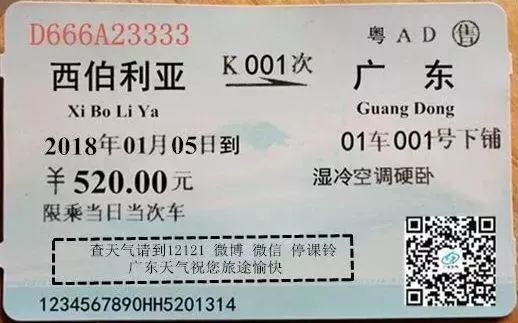 D666A23333
粤 A D 售
西伯利亚 K 001次 广东
Xi Bo Li Ya Guang Dong
2018年01月05日到 01车001号下铺
￥520.00元 湿冷空调硬卧
限乘当日当次车
查天气请到12121 微博 微信 停课铃
广东天气祝您旅途愉快
1234567890HH5201314